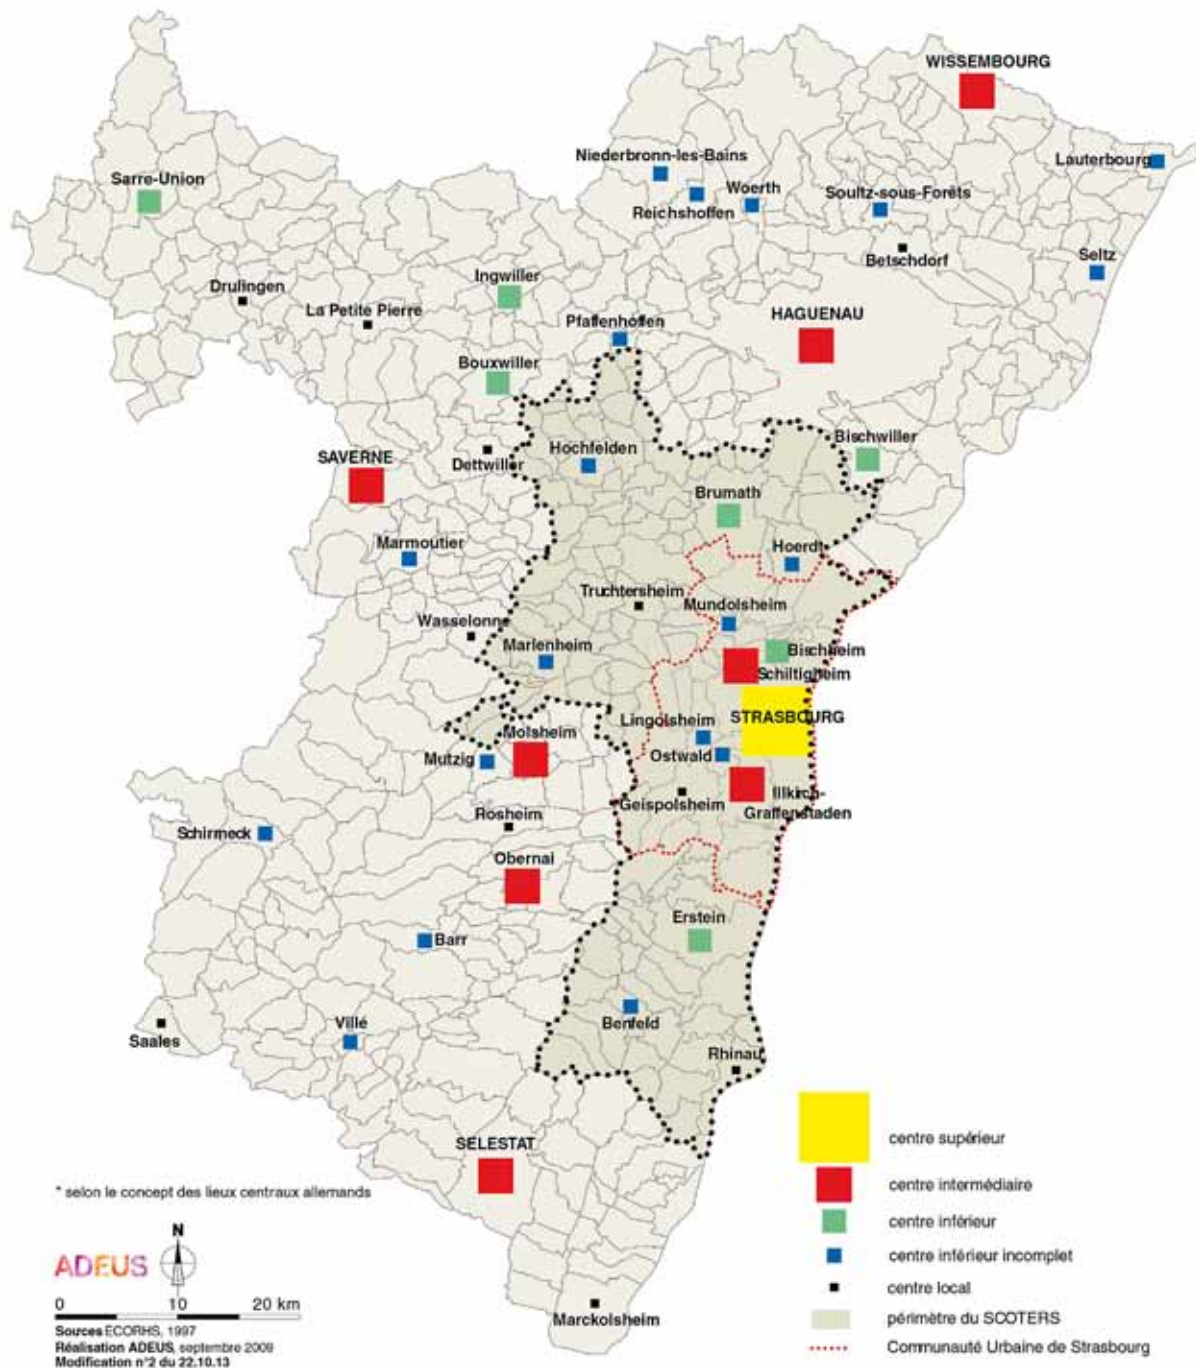 WISSEMBOURG
Niederbronn-les-Bains
Lauterbourg
Sarre-Union
Woerth
Soultz-sous-Forêts
Reichshoffen
Betschdorf
Seltz
Ingwiller
Drulingen
La Petite Pierre
HAGUENAU
Pfaffenhoffen
Bouxwiller
Bischwiller
Hochfelden
SAVERNE
Dettwiller
Brumath
Marmoutier
Hoerdt
Truchtersheim
Mundolsheim
Wasselonne
Marlenheim
Bischheim
Schiltigheim
Lingolsheim
STRASBOURG
Molsheim
Mutzig
Ostwald
Geispolsheim
Illkirch-
Graffenstaden
Rosheim
Schirmeck
Obernai
Erstein
Barr
Benfeld
Villé
Saales
Rhinau
SELESTAT
centre supérieur
centre intermédiaire
centre inférieur
centre inférieur incomplet
centre local
périmètre du SCOTERS
Communauté Urbaine de Strasbourg
* selon le concept des lieux centraux allemands
N
ADEUS
0 10 20 km
Marckolsheim
Sources ECORHS, 1997
Réalisation ADEUS, septembre 2009
Modification n°2 du 22.10.13